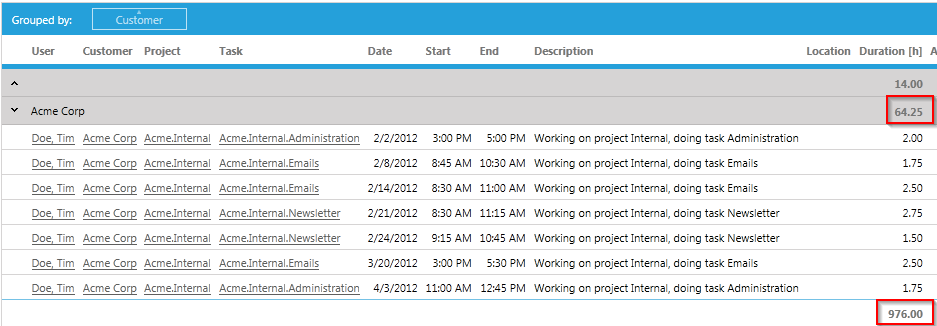 Grouped by: Customer
User Customer Project Task Date Start End Description Location Duration [h] A
14.00
Acme Corp 64.25
Doe, Tim Acme Corp Acme.Internal Acme.Internal.Administration 2/2/2012 3:00 PM 5:00 PM Working on project Internal, doing task Administration 2.00
Doe, Tim Acme Corp Acme.Internal Acme.Internal.Emails 2/8/2012 8:45 AM 10:30 AM Working on project Internal, doing task Emails 1.75
Doe, Tim Acme Corp Acme.Internal Acme.Internal.Emails 2/14/2012 8:30 AM 11:00 AM Working on project Internal, doing task Emails 2.50
Doe, Tim Acme Corp Acme.Internal Acme.Internal.Newsletter 2/21/2012 8:30 AM 11:15 AM Working on project Internal, doing task Newsletter 2.75
Doe, Tim Acme Corp Acme.Internal Acme.Internal.Newsletter 2/24/2012 9:15 AM 10:45 AM Working on project Internal, doing task Newsletter 1.50
Doe, Tim Acme Corp Acme.Internal Acme.Internal.Emails 3/20/2012 3:00 PM 5:30 PM Working on project Internal, doing task Emails 2.50
Doe, Tim Acme Corp Acme.Internal Acme.Internal.Administration 4/3/2012 11:00 AM 12:45 PM Working on project Internal, doing task Administration 1.75
976.00